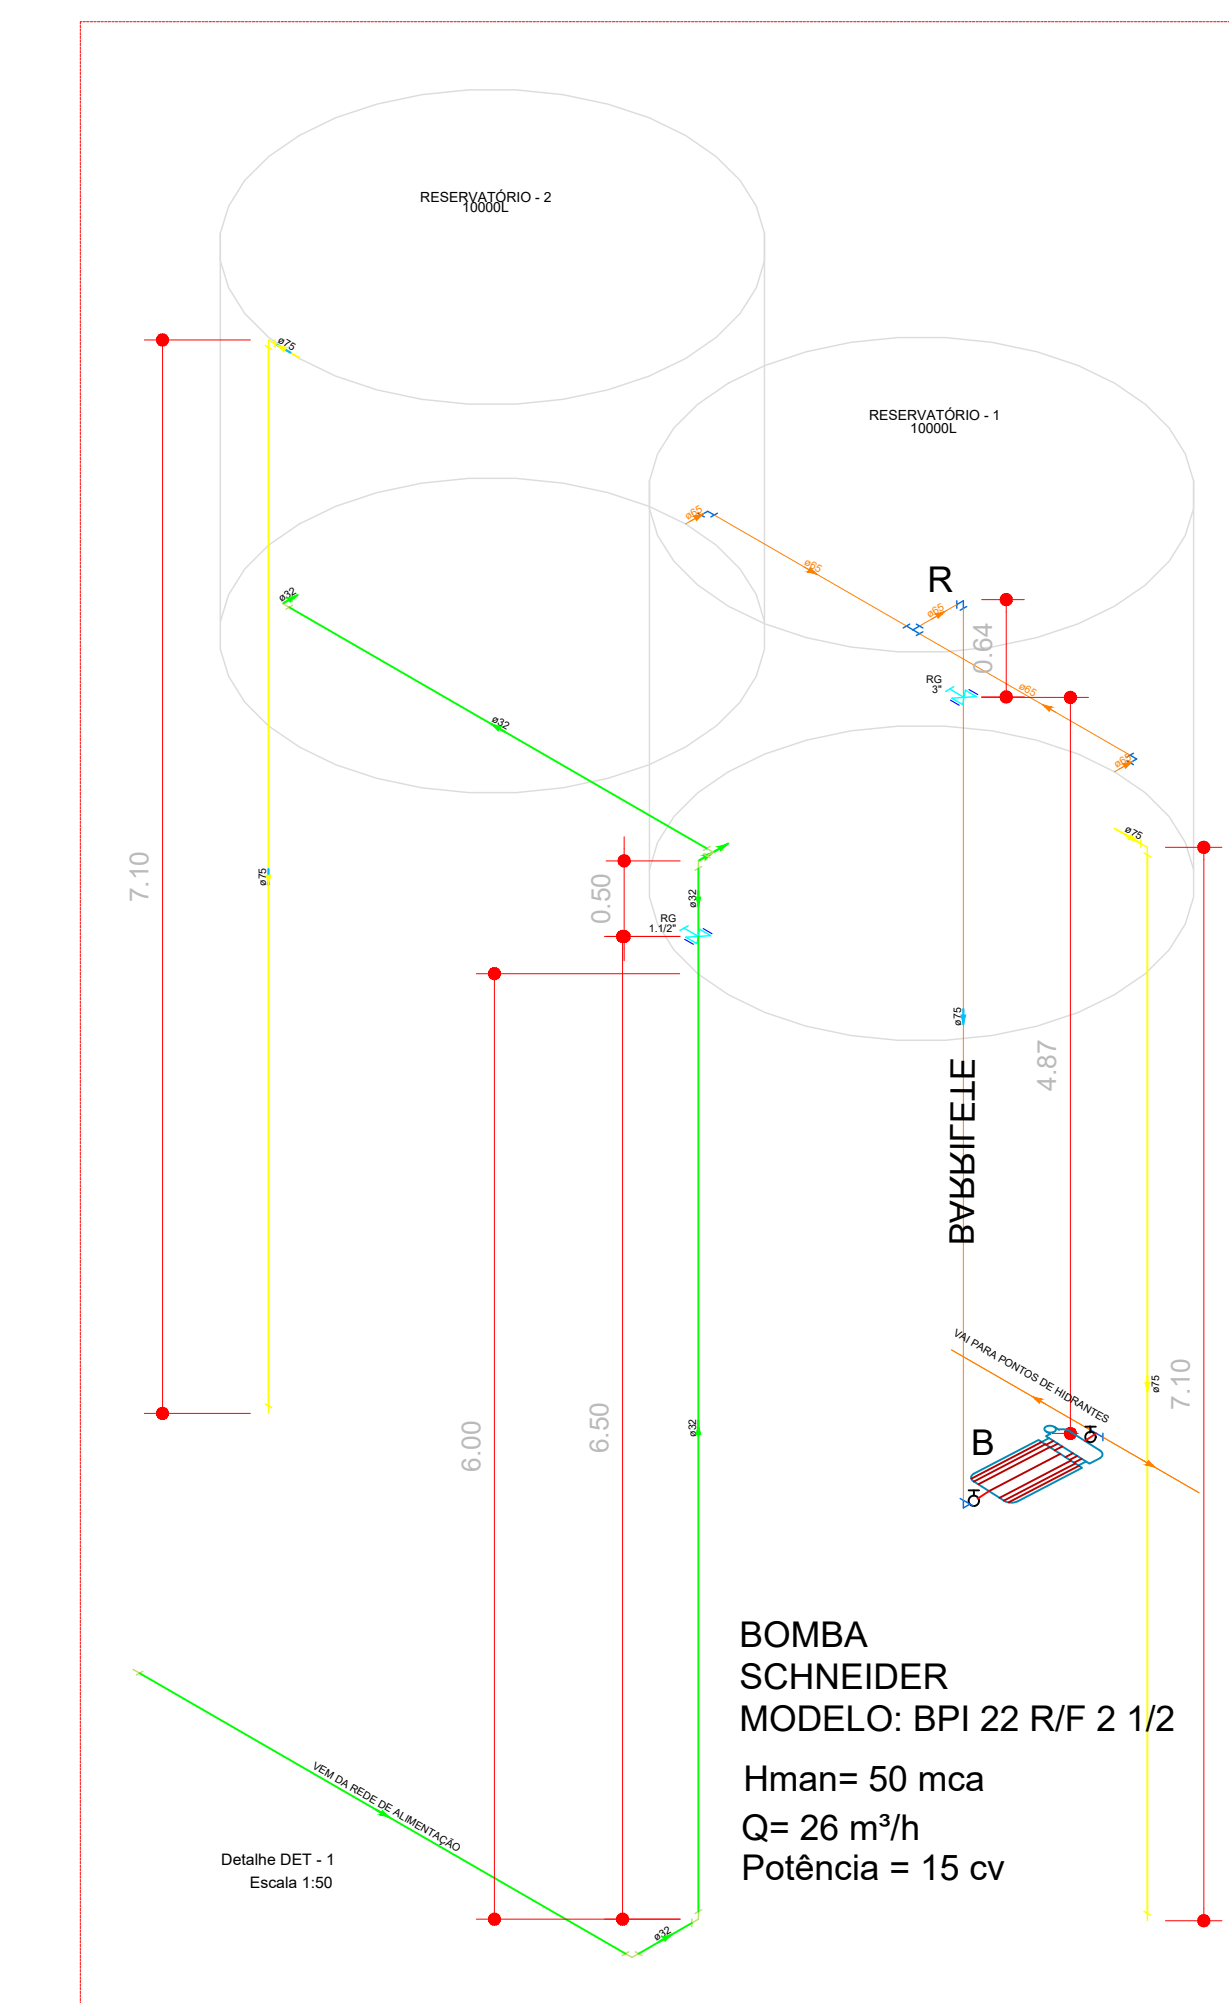 RESERVATÓRIO - 2
10000L
ø75
RESERVATÓRIO - 1
10000L
ø65
ø65
R
ø65
0.64
ø32
RG
3"
ø65
ø65
ø32
ø75
7.10
ø75
0.50
ø32
RG
1.1/2"
ø75
4.87
BARRILETE
VAI PARA PONTOS DE HIDRANTES
ø75
7.10
B
6.00
6.50
ø32
BOMBA
SCHNEIDER
MODELO: BPI 22 R/F 2 1/2
Hman= 50 mca
Q= 26 m³/h
Potência = 15 cv
VEM DA REDE DE ALIMENTAÇÃO
Detalhe DET - 1
Escala 1:50
ø32